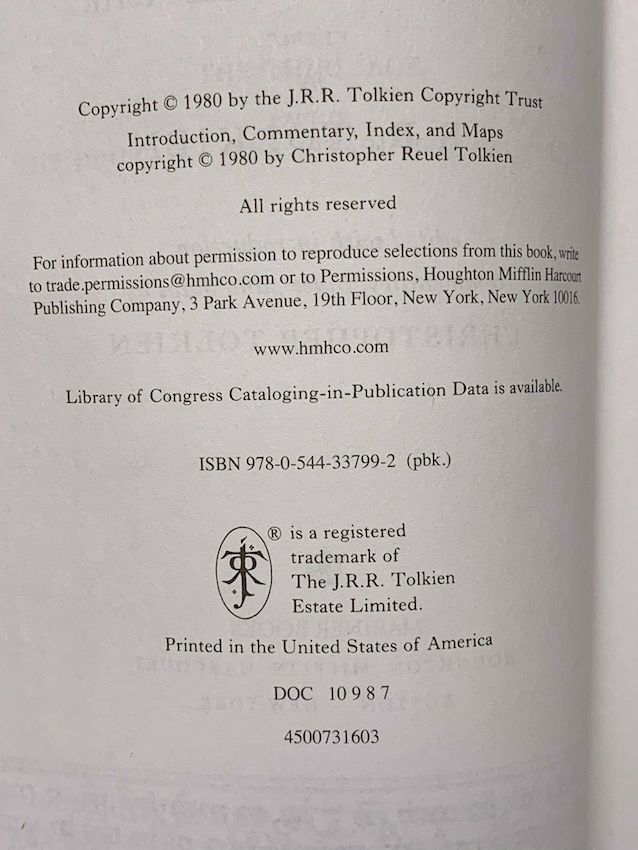 Copyright © 1980 by the J.R.R. Tolkien Copyright Trust
Introduction, Commentary, Index, and Maps
copyright © 1980 by Christopher Reuel Tolkien
All rights reserved
For information about permission to reproduce selections from this book, write
to trade.permissions@hmhco.com or to Permissions, Houghton Mifflin Harcourt
Publishing Company, 3 Park Avenue, 19th Floor, New York, New York 10016.
www.hmhco.com
Library of Congress Cataloging-in-Publication Data is available.
ISBN 978-0-544-33799-2 (pbk.)
® is a registered
trademark of
The J.R.R. Tolkien
Estate Limited.
Printed in the United States of America
DOC 10 9 8 7
4500731603